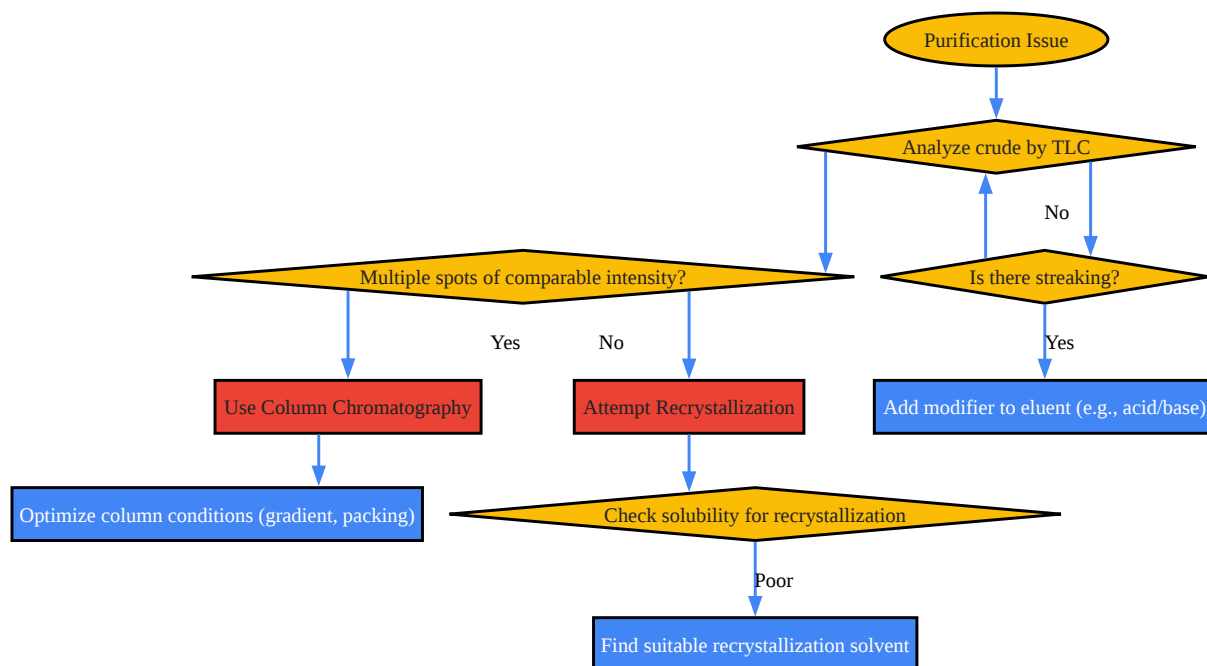 Purification Issue
Analyze crude by TLC
No
Multiple spots of comparable intensity?
Is there streaking?
Yes
No
Yes
Use Column Chromatography
Attempt Recrystallization
Add modifier to eluent (e.g., acid/base)
Optimize column conditions (gradient, packing)
Check solubility for recrystallization
Poor
Find suitable recrystallization solvent